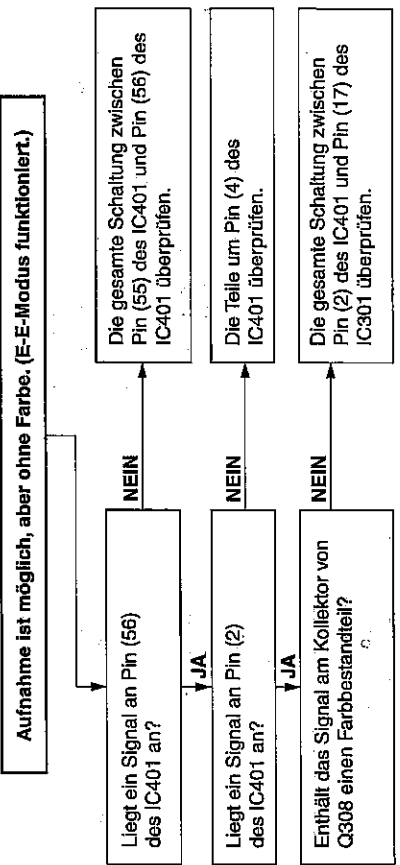 Aufnahme ist möglich, aber ohne Farbe. (E-E-Modus funktioniert.)
Liegt ein Signal an Pin (56)
des IC401 an?
NEIN
Die gesamte Schaltung zwischen
Pin (55) des IC401 und Pin (56) des
IC401 überprüfen.
JA
Liegt ein Signal an Pin (2)
des IC401 an?
NEIN
Die Teile um Pin (4) des
IC401 überprüfen.
JA
Enthält das Signal am Kollektor von
Q308 einen Farbbestandteil?
NEIN
Die gesamte Schaltung zwischen
Pin (2) des IC401 und Pin (17) des
IC301 überprüfen.